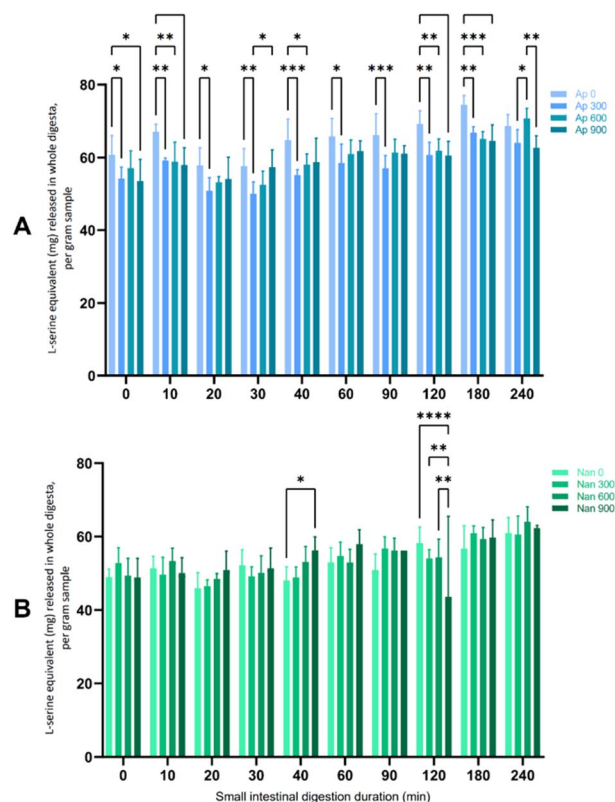 A
L-serine equivalent (mg) released in whole digesta,
per gram sample
80
60
40
20
0
* * ** ** * ** * *** * * *** ** ** ** *** * **
Ap 0
Ap 300
Ap 600
Ap 900
0 10 20 30 40 60 90 120 180 240
B
L-serine equivalent (mg) released in whole digesta,
per gram sample
80
60
40
20
0
*
****
**
**
Nan 0
Nan 300
Nan 600
Nan 900
0 10 20 30 40 60 90 120 180 240
Small intestinal digestion duration (min)